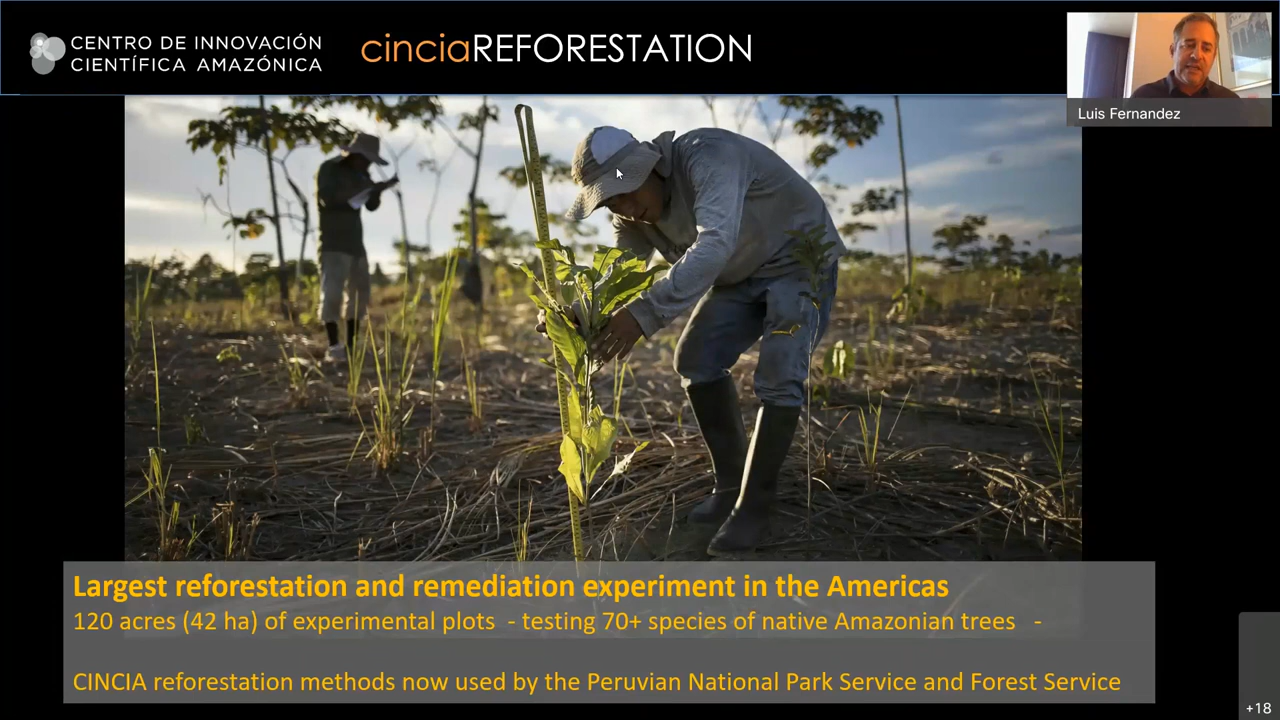 CENTRO DE INNOVACIÓN
CIENTÍFICA AMAZÓNICA
cinciaREFORESTATION
Luis Fernandez
Largest reforestation and remediation experiment in the Americas
120 acres (42 ha) of experimental plots - testing 70+ species of native Amazonian trees -
CINCIA reforestation methods now used by the Peruvian National Park Service and Forest Service
+18